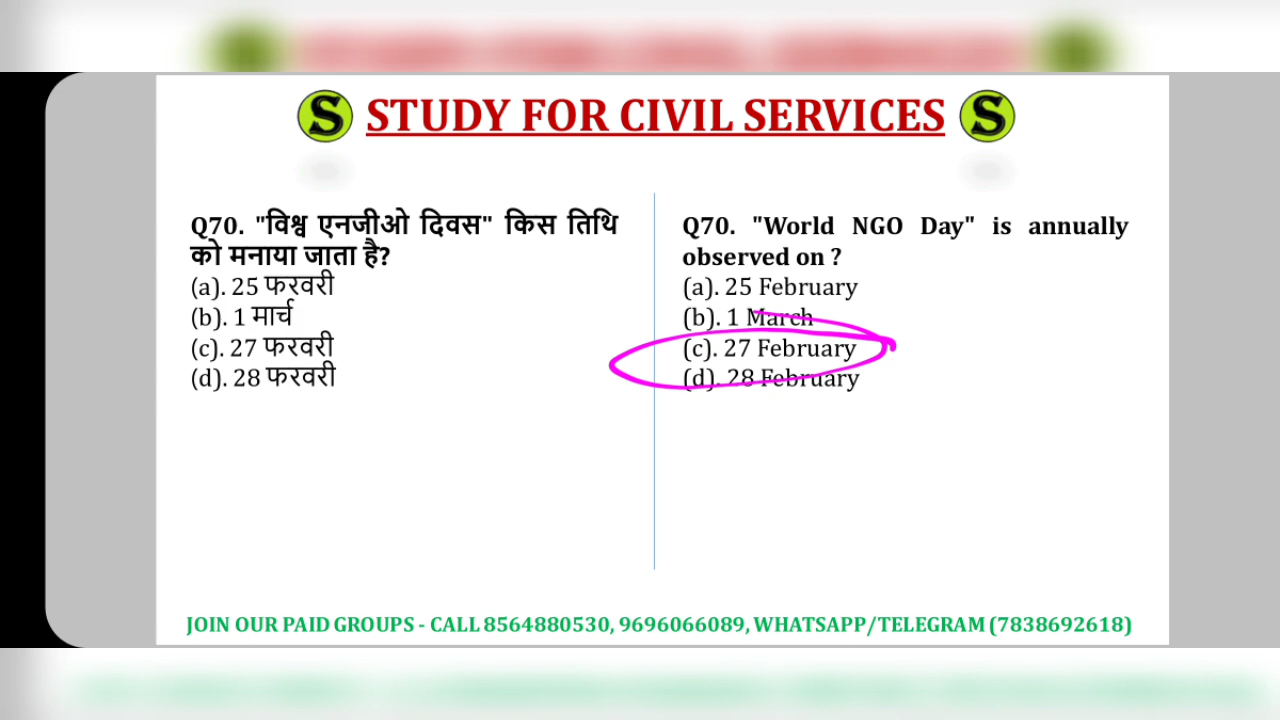 S STUDY FOR CIVIL SERVICES S
Q70. "विश्व एनजीओ दिवस" किस तिथि
को मनाया जाता है?
(a). 25 फरवरी
(b). 1 मार्च
(c). 27 फरवरी
(d). 28 फरवरी
Q70. "World NGO Day" is annually
observed on ?
(a). 25 February
(b). 1 March
(c). 27 February
(d). 28 February
JOIN OUR PAID GROUPS - CALL 8564880530, 9696066089, WHATSAPP/TELEGRAM (7838692618)